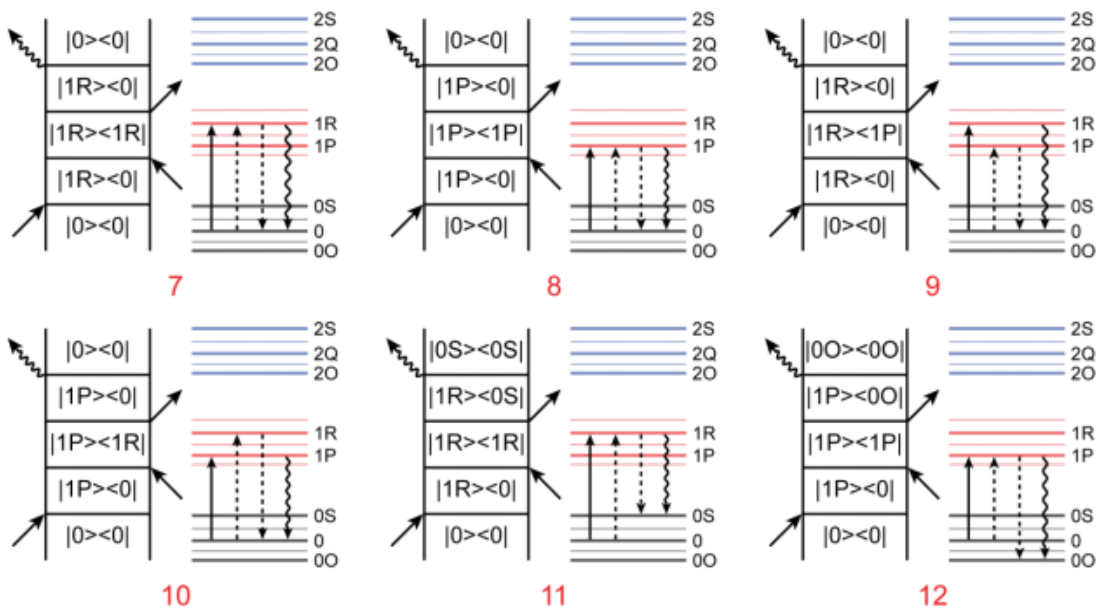 |0><0|
|1R><0|
|1R><1R|
|1R><0|
|0><0|
2S
2Q
2O
1R
1P
0S
0
0O
7
|0><0|
|1P><0|
|1P><1P|
|1P><0|
|0><0|
2S
2Q
2O
1R
1P
0S
0
0O
8
|0><0|
|1R><0|
|1R><1P|
|1R><0|
|0><0|
2S
2Q
2O
1R
1P
0S
0
0O
9
|0><0|
|1P><0|
|1P><1R|
|1P><0|
|0><0|
2S
2Q
2O
1R
1P
0S
0
0O
10
|0S><0S|
|1R><0S|
|1R><1R|
|1R><0|
|0><0|
2S
2Q
2O
1R
1P
0S
0
0O
11
|0O><0O|
|1P><0O|
|1P><1P|
|1P><0|
|0><0|
2S
2Q
2O
1R
1P
0S
0
0O
12